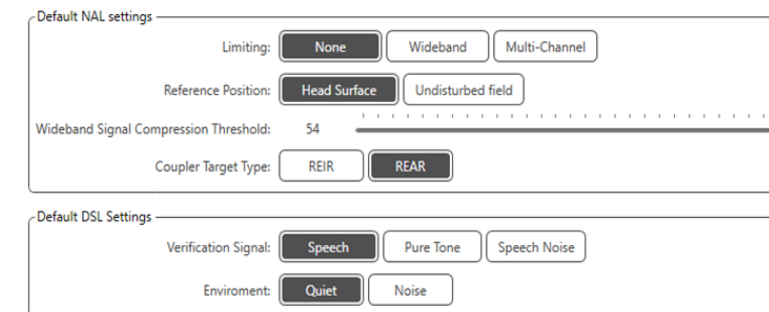 Default NAL settings
Limiting: None Wideband Multi-Channel
Reference Position: Head Surface Undisturbed field
Wideband Signal Compression Threshold: 54
Coupler Target Type: REIR REAR
Default DSL Settings
Verification Signal: Speech Pure Tone Speech Noise
Enviroment: Quiet Noise